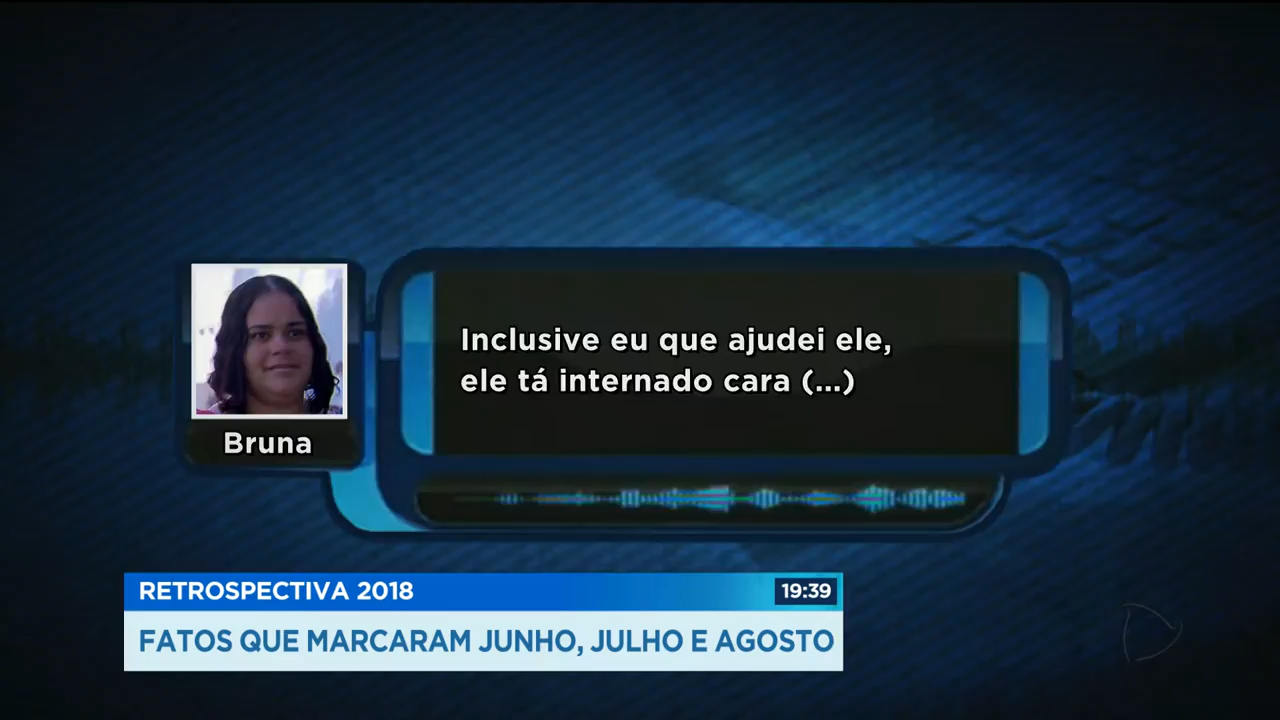 Inclusive eu que ajudei ele,
ele tá internado cara (...)
Bruna
RETROSPECTIVA 2018
19:39
FATOS QUE MARCARAM JUNHO, JULHO E AGOSTO